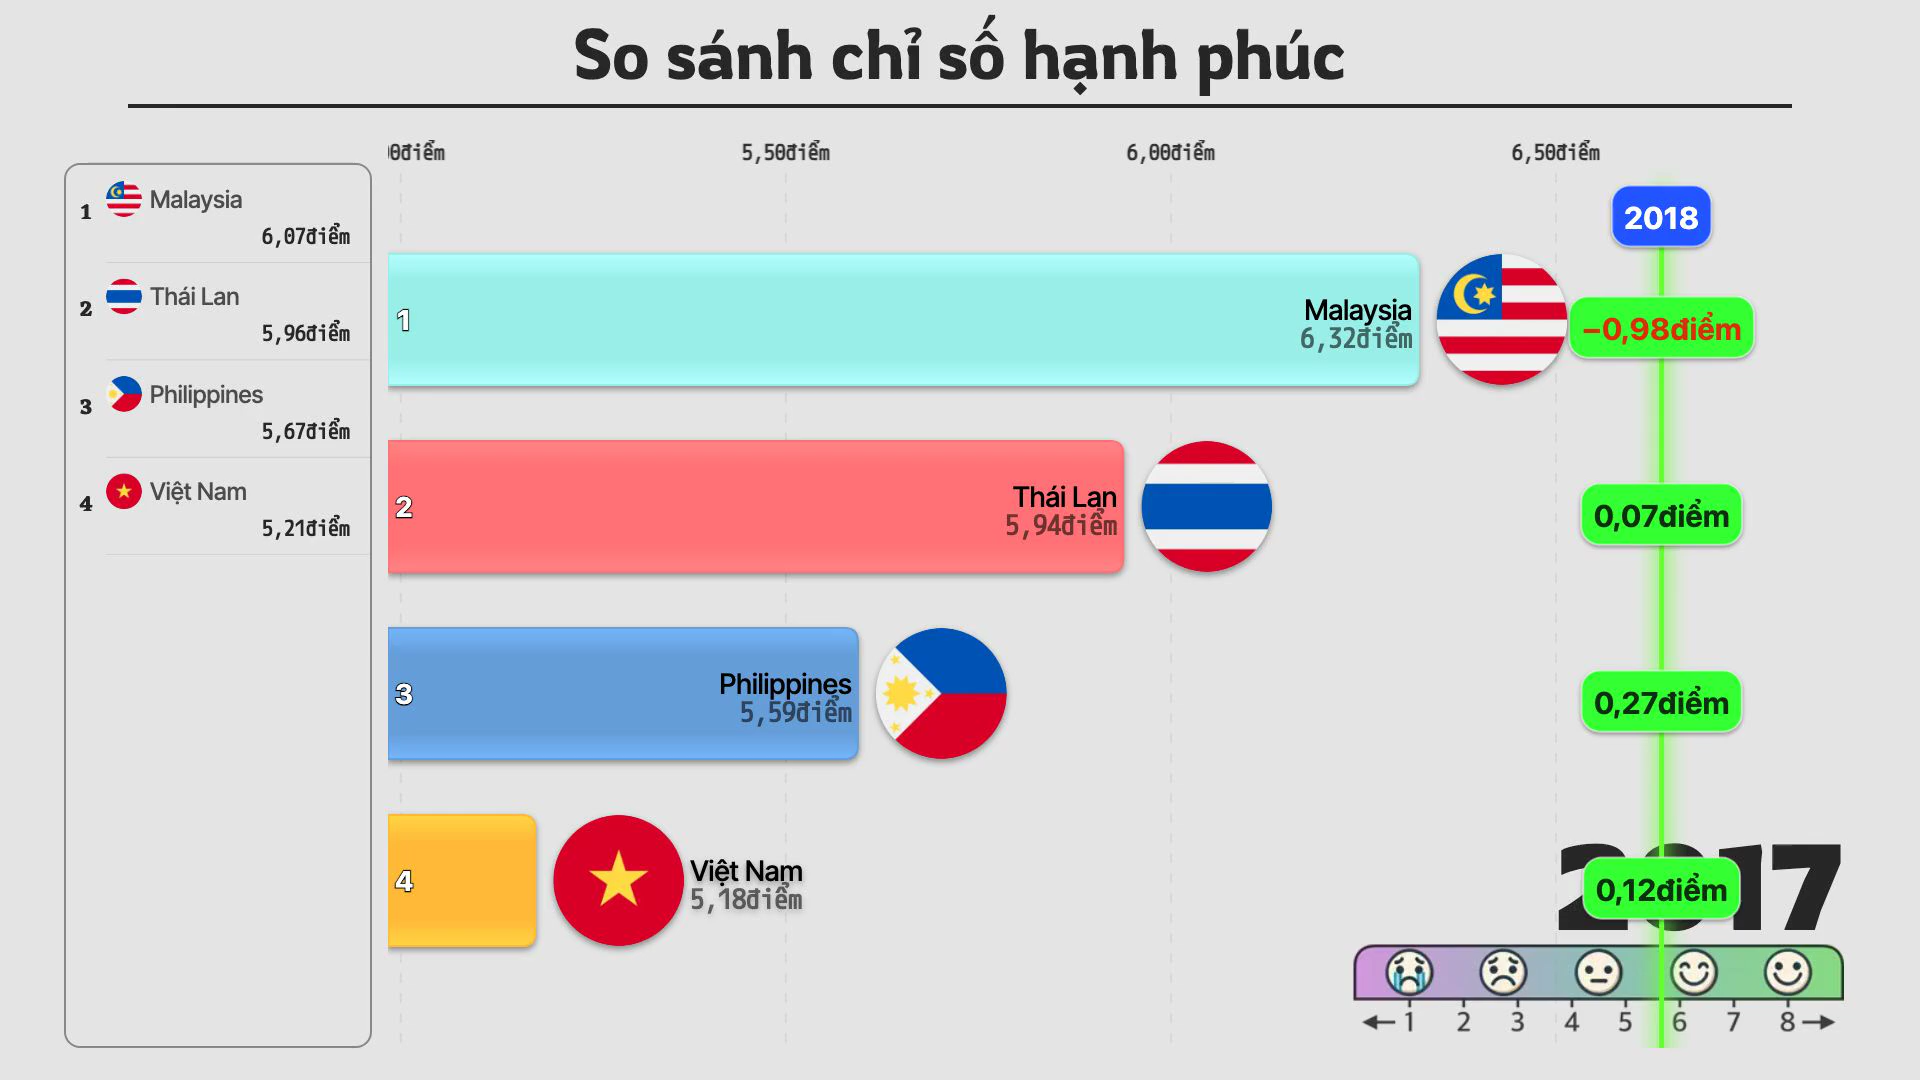 So sánh chỉ số hạnh phúc
5,50điểm
6,00điểm
6,50điểm
1
Malaysia
6,07điểm
2
Thái Lan
5,96điểm
3
Philippines
5,67điểm
4
Việt Nam
5,21điểm
1
Malaysia
6,32điểm
2
Thái Lan
5,94điểm
3
Philippines
5,59điểm
4
Việt Nam
5,18điểm
2018
−0,98điểm
0,07điểm
0,27điểm
0,12điểm
2017
1 2 3 4 5 6 7 8